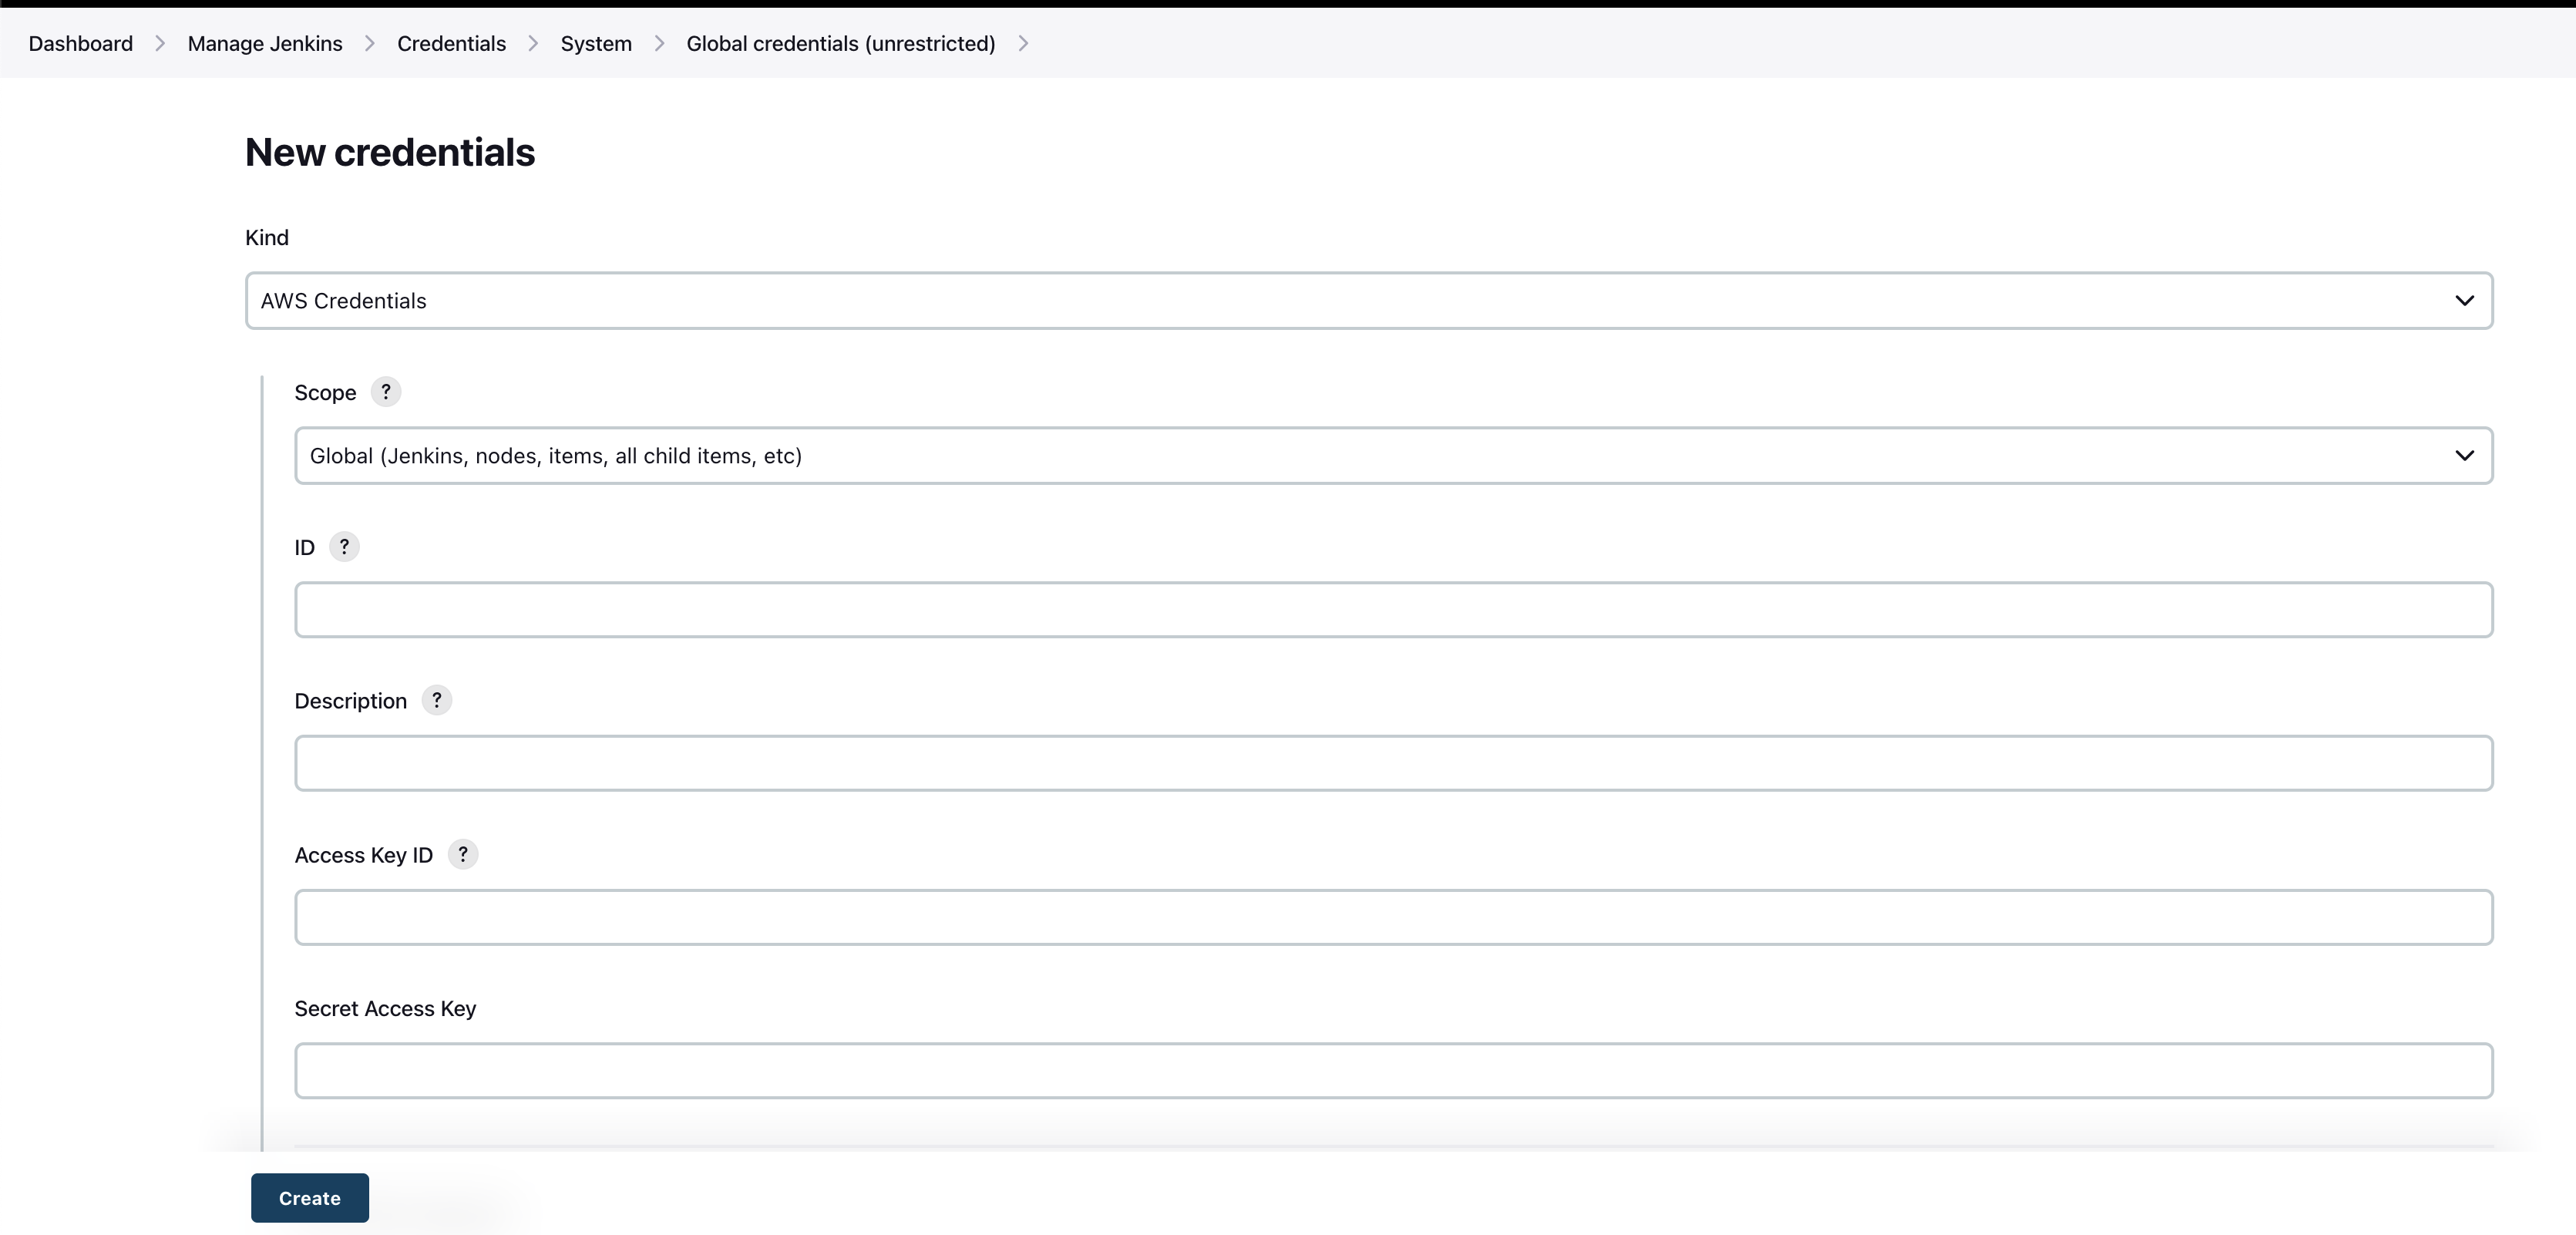 Dashboard > Manage Jenkins > Credentials > System > Global credentials (unrestricted) >
New credentials
Kind
AWS Credentials
Scope ?
Global (Jenkins, nodes, items, all child items, etc)
ID ?
Description ?
Access Key ID ?
Secret Access Key
Create